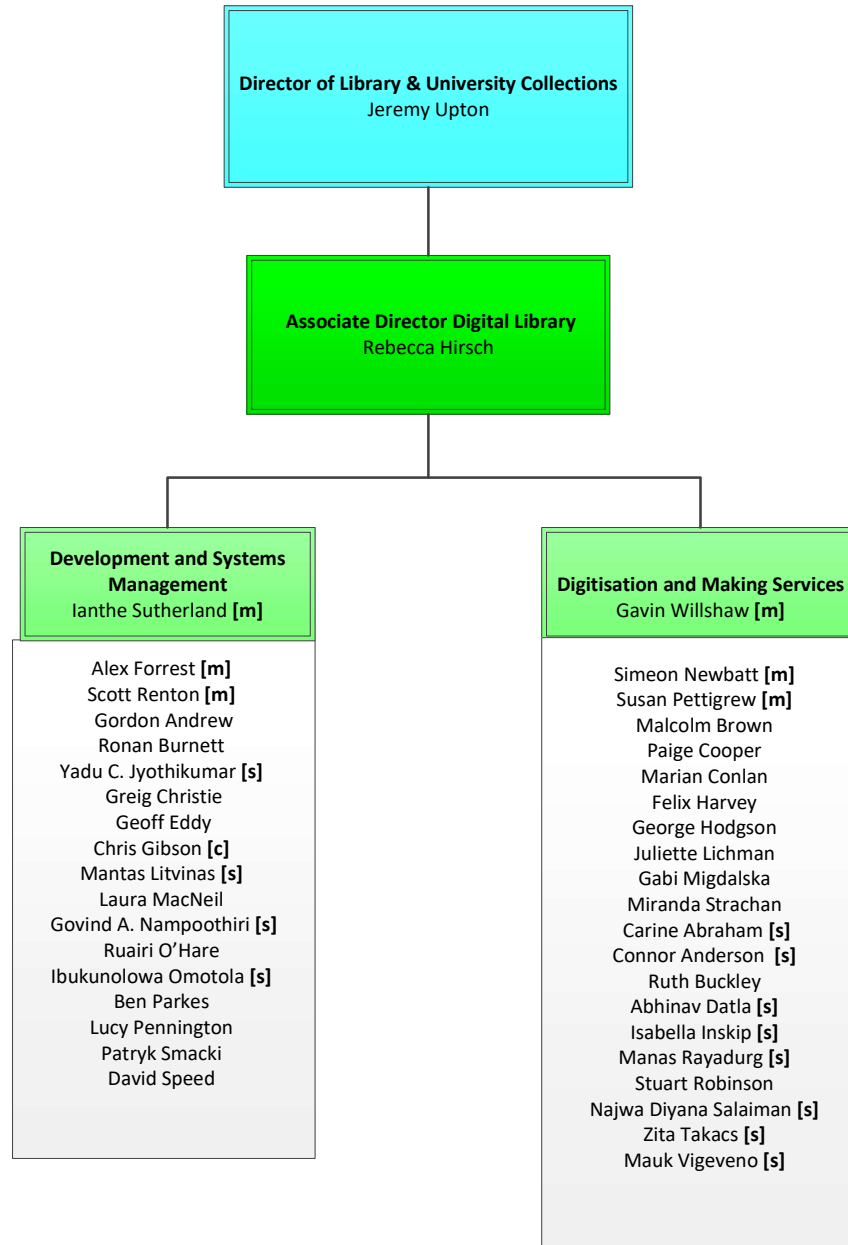 Director of Library & University Collections
Jeremy Upton
Associate Director Digital Library
Rebecca Hirsch
Development and Systems
Management
Ianthe Sutherland [m]
Alex Forrest [m]
Scott Renton [m]
Gordon Andrew
Ronan Burnett
Yadu C. Jyothikumar [s]
Greig Christie
Geoff Eddy
Chris Gibson [c]
Mantas Litvinas [s]
Laura MacNeil
Govind A. Nampoothiri [s]
Ruairi O’Hare
Ibukunolowa Omotola [s]
Ben Parkes
Lucy Pennington
Patryk Smacki
David Speed
Digitisation and Making Services
Gavin Willshaw [m]
Simeon Newbatt [m]
Susan Pettigrew [m]
Malcolm Brown
Paige Cooper
Marian Conlan
Felix Harvey
George Hodgson
Juliette Lichman
Gabi Migdalska
Miranda Strachan
Carine Abraham [s]
Connor Anderson [s]
Ruth Buckley
Abhinav Datla [s]
Isabella Inskip [s]
Manas Rayadurg [s]
Stuart Robinson
Najwa Diyana Salaiman [s]
Zita Takacs [s]
Mauk Vigeveno [s]